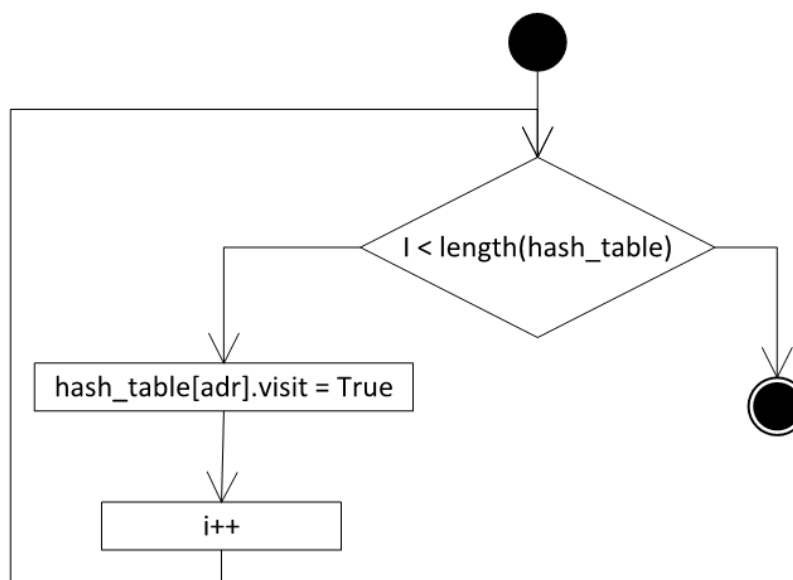 I < length(hash_table)
hash_table[adr].visit = True
i++